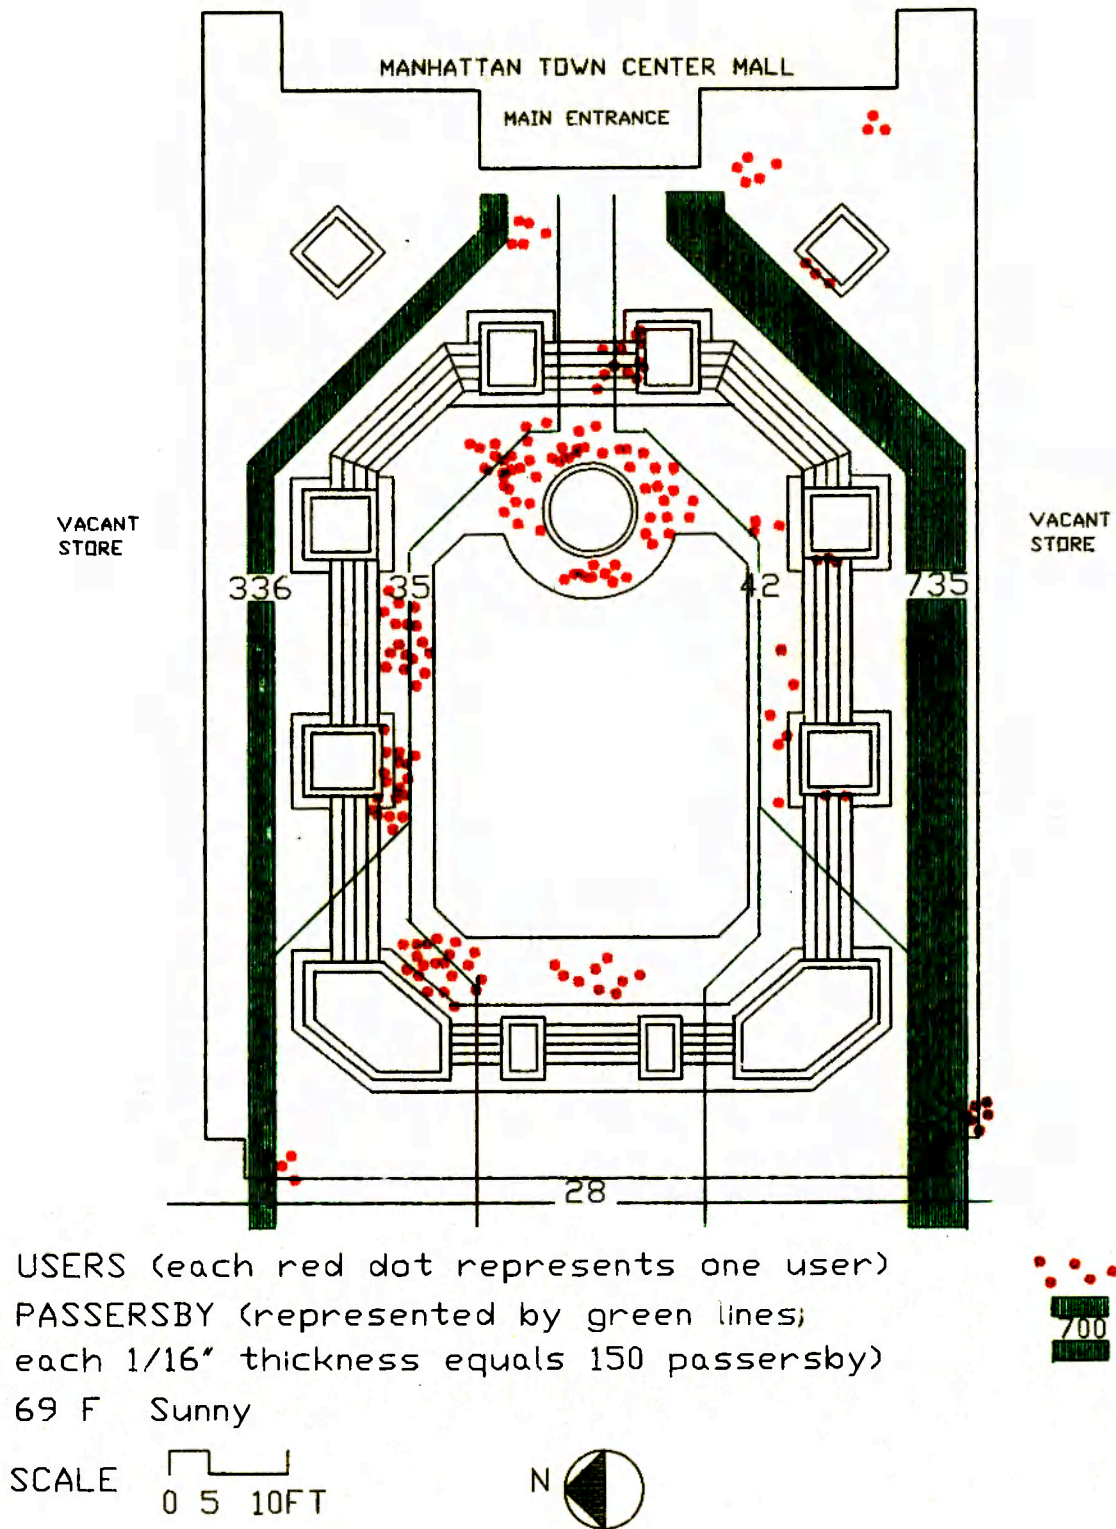 MANHATTAN TOWN CENTER MALL
MAIN ENTRANCE
VACANT
STORE
VACANT
STORE
336
35
42
735
28
USERS (each red dot represents one user)
PASSERSBY (represented by green lines;
700
each 1/16" thickness equals 150 passersby)
69 F Sunny
SCALE
0 5 10FT
N